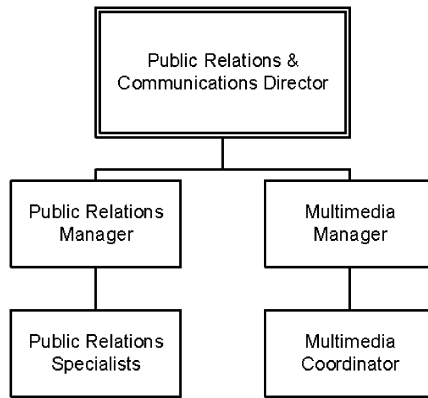 Public Relations &
Communications Director
Public Relations
Manager
Multimedia
Manager
Public Relations
Specialists
Multimedia
Coordinator